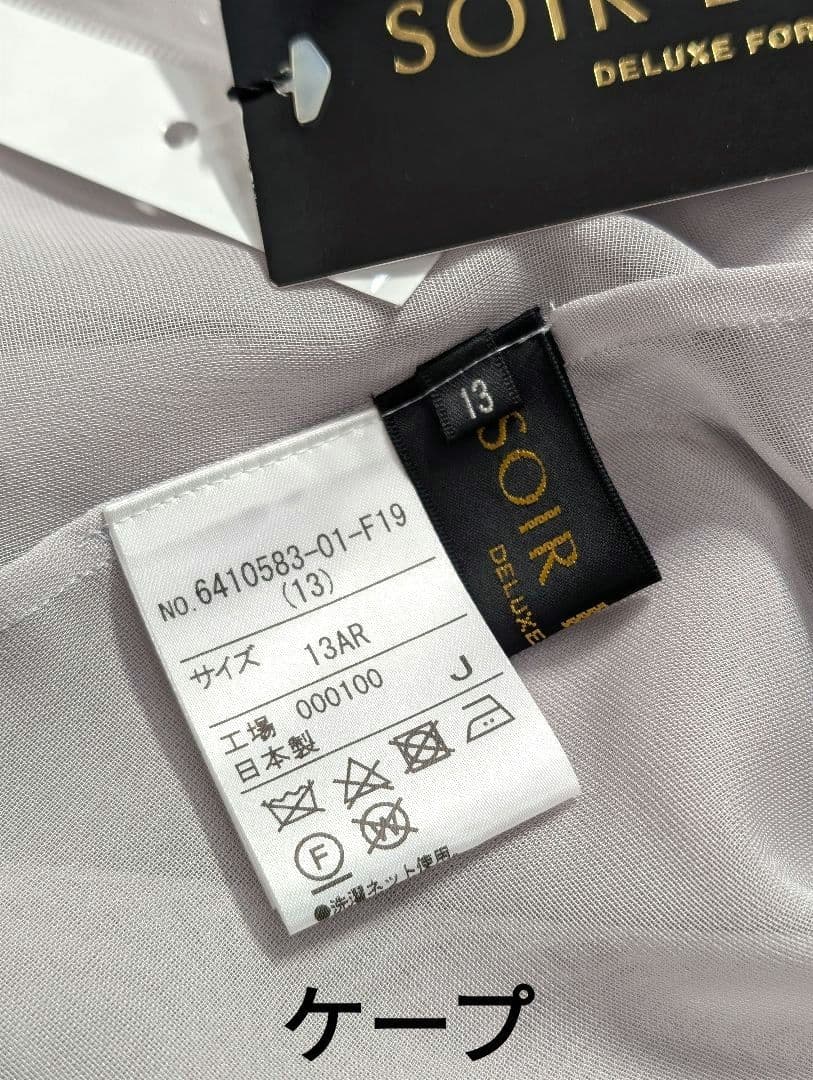 SOIR
DELUXE FOR
13
SOIR
DELUXE
NO.6410583-01-F19
(13)
サイズ 13AR
工場 000100 J
日本製
F
W
●洗濯ネット使用。
ケープ